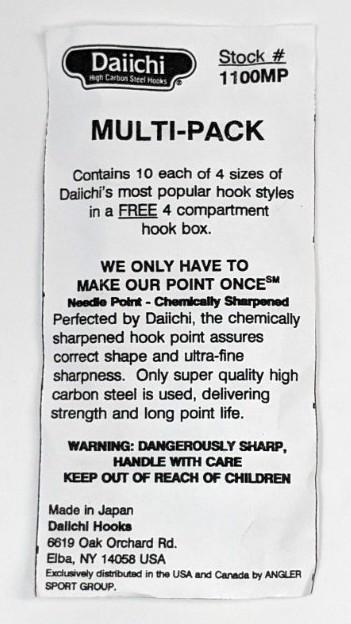 Daiichi
High Carbon Steel Hooks
®
Stock #
1100MP
MULTI-PACK
Contains 10 each of 4 sizes of
Daiichi's most popular hook styles
in a FREE 4 compartment
hook box.
WE ONLY HAVE TO
MAKE OUR POINT ONCE℠
Needle Point - Chemically Sharpened
Perfected by Daiichi, the chemically
sharpened hook point assures
correct shape and ultra-fine
sharpness. Only super quality high
carbon steel is used, delivering
strength and long point life.
WARNING: DANGEROUSLY SHARP,
HANDLE WITH CARE
KEEP OUT OF REACH OF CHILDREN
Made in Japan
Daiichi Hooks
6619 Oak Orchard Rd.
Elba, NY 14058 USA
Exclusively distributed in the USA and Canada by ANGLER
SPORT GROUP.